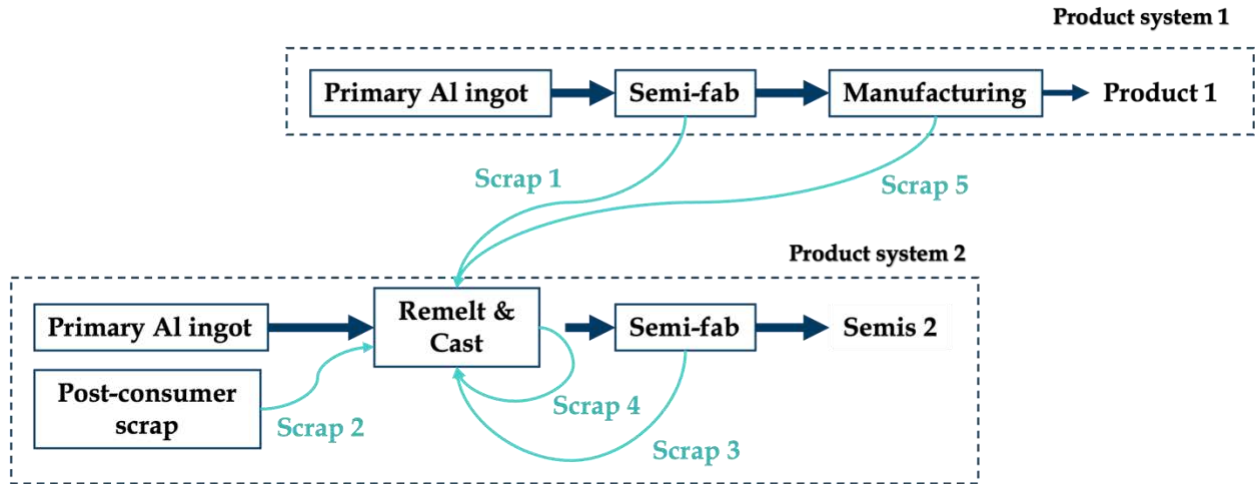 Product system 1
Primary Al ingot
Semi-fab
Manufacturing
Product 1
Scrap 1
Scrap 5
Product system 2
Primary Al ingot
Remelt &
Cast
Semi-fab
Semis 2
Post-consumer
scrap
Scrap 2
Scrap 4
Scrap 3